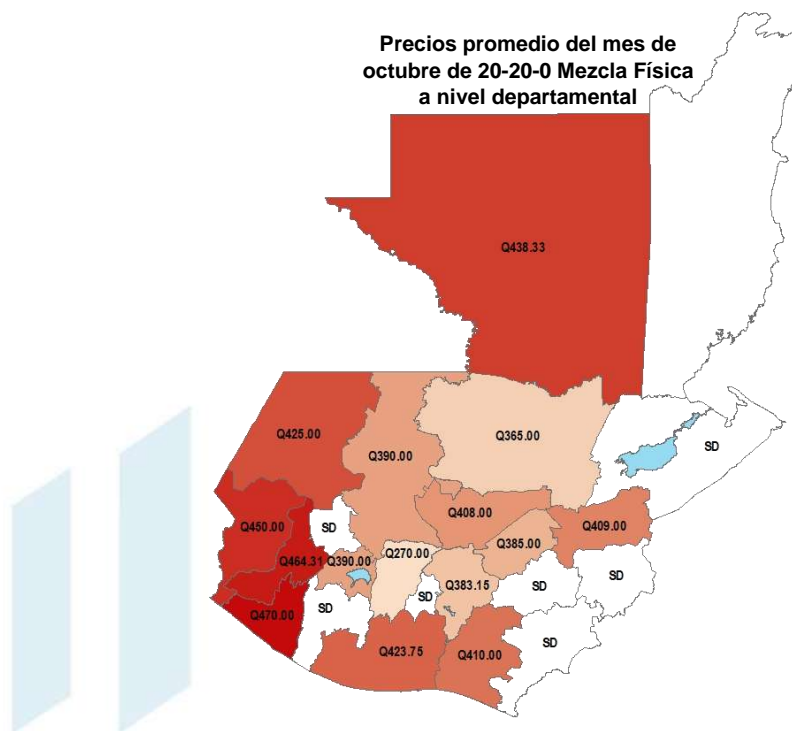 Precios promedio del mes de
octubre de 20-20-0 Mezcla Física
a nivel departamental
Q438.33
Q425.00
Q390.00
Q365.00
SD
Q450.00
SD
Q408.00
Q409.00
Q464.31
Q390.00
Q270.00
Q385.00
Q470.00
SD
SD
Q383.15
SD
SD
Q423.75
Q410.00
SD